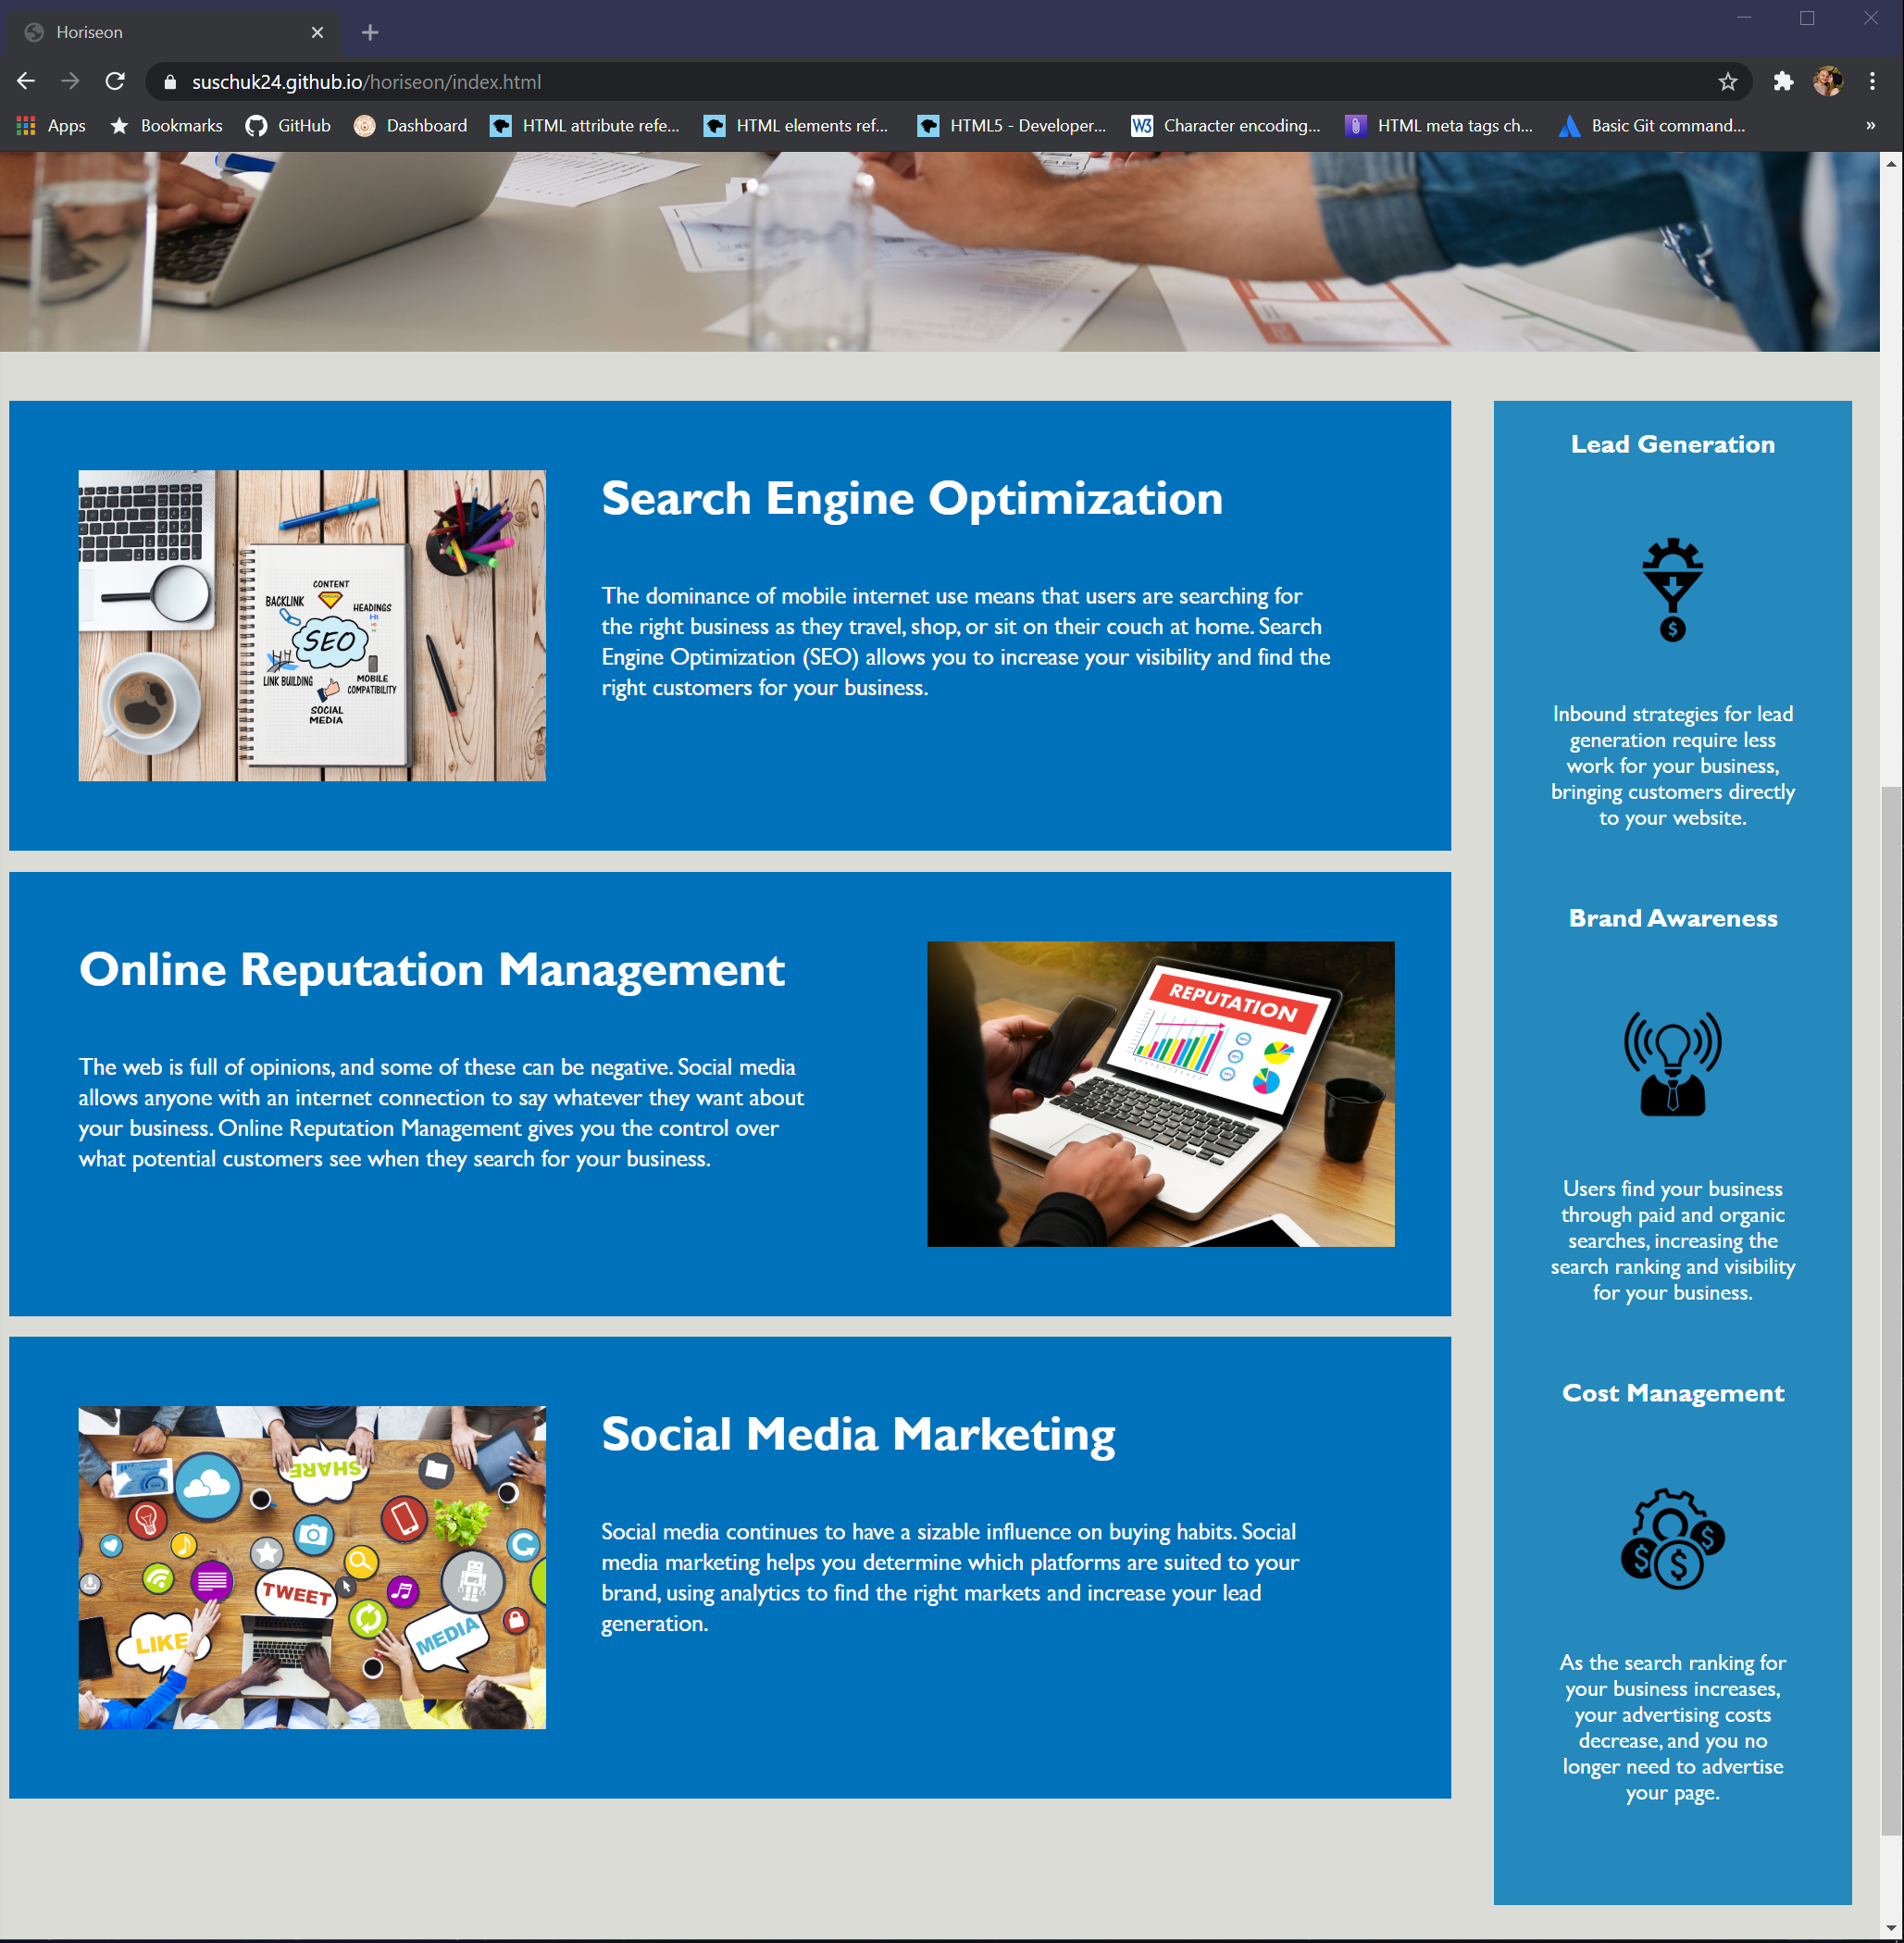 Horiseon
suschuk24.github.io/horiseon/index.html
Apps
Bookmarks
GitHub
Dashboard
HTML attribute refe...
HTML elements ref...
HTML5 - Developer...
W3
Character encoding...
HTML meta tags ch...
Basic Git command...
»
Search Engine Optimization
The dominance of mobile internet use means that users are searching for
the right business as they travel, shop, or sit on their couch at home. Search
Engine Optimization (SEO) allows you to increase your visibility and find the
right customers for your business.
CONTENT
BACKLINK
HEADINGS
H1
SEO
LINK BUILDING
MOBILE
COMPATIBILITY
SOCIAL
MEDIA
Online Reputation Management
The web is full of opinions, and some of these can be negative. Social media
allows anyone with an internet connection to say whatever they want about
your business. Online Reputation Management gives you the control over
what potential customers see when they search for your business.
REPUTATION
Social Media Marketing
Social media continues to have a sizable influence on buying habits. Social
media marketing helps you determine which platforms are suited to your
brand, using analytics to find the right markets and increase your lead
generation.
SHARE
TWEET
LIKE
MEDIA
Lead Generation
$
Inbound strategies for lead
generation require less
work for your business,
bringing customers directly
to your website.
Brand Awareness
Users find your business
through paid and organic
searches, increasing the
search ranking and visibility
for your business.
Cost Management
$
$
$
As the search ranking for
your business increases,
your advertising costs
decrease, and you no
longer need to advertise
your page.